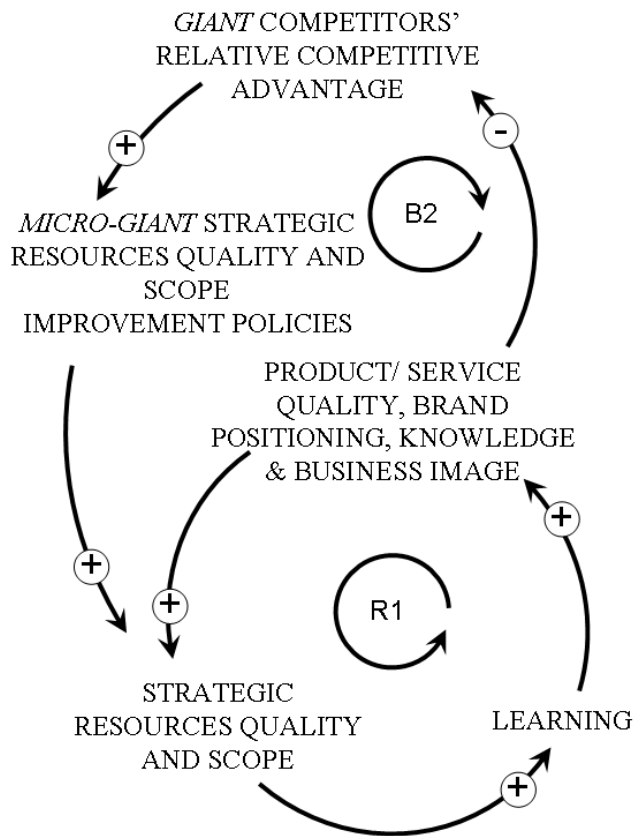 GIANT COMPETITORS'
RELATIVE COMPETITIVE
ADVANTAGE
+
-
B2
MICRO-GIANT STRATEGIC
RESOURCES QUALITY AND
SCOPE
IMPROVEMENT POLICIES
PRODUCT/ SERVICE
QUALITY, BRAND
POSITIONING, KNOWLEDGE
& BUSINESS IMAGE
+
+
+
R1
STRATEGIC
RESOURCES QUALITY
AND SCOPE
LEARNING
+